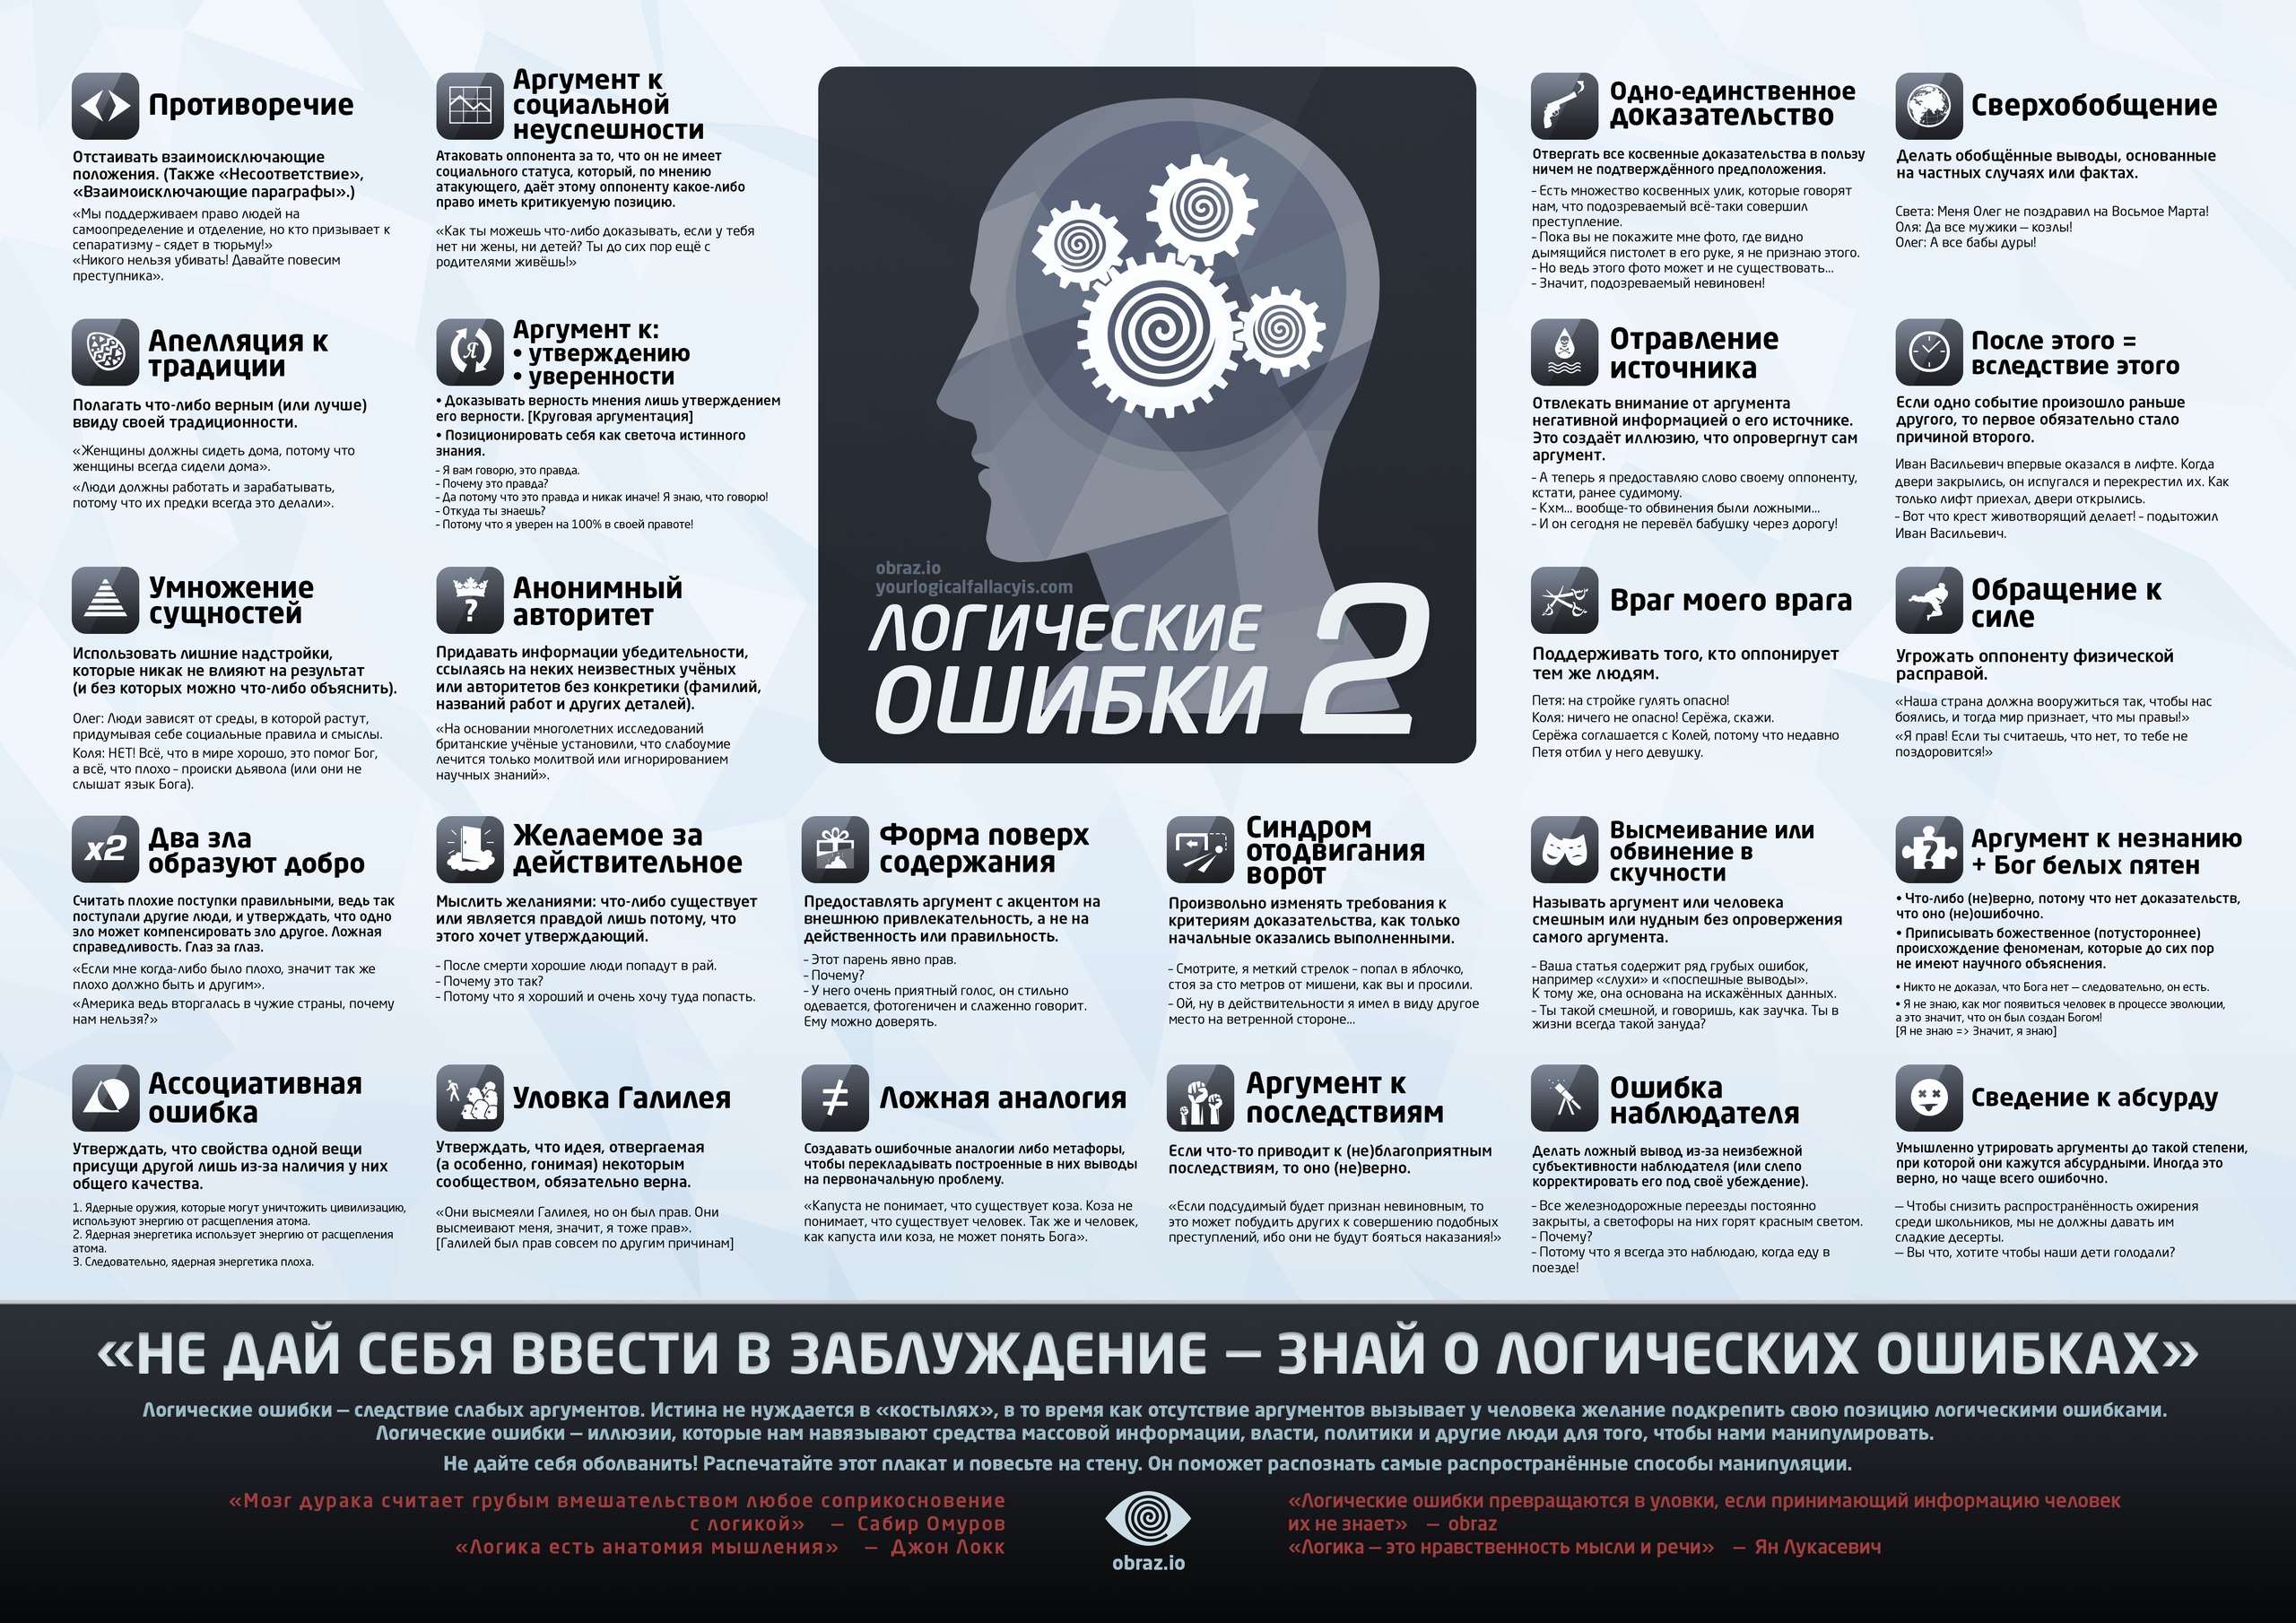 Противоречие
Отстаивать взаимоисключающие
положения. (Также «Несоответствие»,
«Взаимоисключающие параграфы».)
«Мы поддерживаем право людей на
самоопределение и отделение, но кто призывает к
сепаратизму – сядет в тюрьму!»
«Никого нельзя убивать! Давайте повесим
преступника».
Аргумент к
социальной
неуспешности
Атаковать оппонента за то, что он не имеет
социального статуса, который, по мнению
атакующего, даёт этому оппоненту какое-либо
право иметь критикуемую позицию.
«Как ты можешь что-либо доказывать, если у тебя
нет ни жены, ни детей? Ты до сих пор ещё с
родителями живёшь!»
Одно-единственное
доказательство
Отвергать все косвенные доказательства в пользу
ничем не подтверждённого предположения.
– Есть множество косвенных улик, которые говорят
нам, что подозреваемый всё-таки совершил
преступление.
– Пока вы не покажите мне фото, где видно
дымящийся пистолет в его руке, я не признаю этого.
– Но ведь этого фото может и не существовать...
– Значит, подозреваемый невиновен!
Сверхобобщение
Делать обобщённые выводы, основанные
на частных случаях или фактах.
Света: Меня Олег не поздравил на Восьмое Марта!
Оля: Да все мужики — козлы!
Олег: А все бабы дуры!
Апелляция к
традиции
Полагать что-либо верным (или лучше)
ввиду своей традиционности.
«Женщины должны сидеть дома, потому что
женщины всегда сидели дома».
«Люди должны работать и зарабатывать,
потому что их предки всегда это делали».
Я
Аргумент к:
• утверждению
• уверенности
• Доказывать верность мнения лишь утверждением
его верности. [Круговая аргументация]
• Позиционировать себя как светоча истинного
знания.
– Я вам говорю, это правда.
– Почему это правда?
– Да потому что это правда и никак иначе! Я знаю, что говорю!
– Откуда ты знаешь?
– Потому что я уверен на 100% в своей правоте!
Отравление
источника
Отвлекать внимание от аргумента
негативной информацией о его источнике.
Это создаёт иллюзию, что опровергнут сам
аргумент.
– А теперь я предоставляю слово своему оппоненту,
кстати, ранее судимому.
– Кхм... вообще-то обвинения были ложными...
– И он сегодня не перевёл бабушку через дорогу!
После этого =
вследствие этого
Если одно событие произошло раньше
другого, то первое обязательно стало
причиной второго.
Иван Васильевич впервые оказался в лифте. Когда
двери закрылись, он испугался и перекрестил их. Как
только лифт приехал, двери открылись.
– Вот что крест животворящий делает! – подытожил
Иван Васильевич.
Умножение
сущностей
Использовать лишние надстройки,
которые никак не влияют на результат
(и без которых можно что-либо объяснить).
Олег: Люди зависят от среды, в которой растут,
придумывая себе социальные правила и смыслы.
Коля: НЕТ! Всё, что в мире хорошо, это помог Бог,
а всё, что плохо – происки дьявола (или они не
слышат язык Бога).
?
Анонимный
авторитет
Придавать информации убедительности,
ссылаясь на неких неизвестных учёных
или авторитетов без конкретики (фамилий,
названий работ и других деталей).
«На основании многолетних исследований
британские учёные установили, что слабоумие
лечится только молитвой или игнорированием
научных знаний».
obraz.io
yourlogicalfallacyis.com
ЛОГИЧЕСКИЕ
ОШИБКИ 2
Враг моего врага
Поддерживать того, кто оппонирует
тем же людям.
Петя: на стройке гулять опасно!
Коля: ничего не опасно! Серёжа, скажи.
Серёжа соглашается с Колей, потому что недавно
Петя отбил у него девушку.
Обращение к
силе
Угрожать оппоненту физической
расправой.
«Наша страна должна вооружиться так, чтобы нас
боялись, и тогда мир признает, что мы правы!»
«Я прав! Если ты считаешь, что нет, то тебе не
поздоровится!»
x2
Два зла
образуют добро
Считать плохие поступки правильными, ведь так
поступали другие люди, и утверждать, что одно
зло может компенсировать зло другое. Ложная
справедливость. Глаз за глаз.
«Если мне когда-либо было плохо, значит так же
плохо должно быть и другим».
«Америка ведь вторгалась в чужие страны, почему
нам нельзя?»
Желаемое за
действительное
Мыслить желаниями: что-либо существует
или является правдой лишь потому, что
этого хочет утверждающий.
– После смерти хорошие люди попадут в рай.
– Почему это так?
– Потому что я хороший и очень хочу туда попасть.
Форма поверх
содержания
Предоставлять аргумент с акцентом на
внешнюю привлекательность, а не на
действенность или правильность.
– Этот парень явно прав.
– Почему?
– У него очень приятный голос, он стильно
одевается, фотогеничен и слаженно говорит.
Ему можно доверять.
Синдром
отодвигания
ворот
Произвольно изменять требования к
критериям доказательства, как только
начальные оказались выполненными.
– Смотрите, я меткий стрелок – попал в яблочко,
стоя за сто метров от мишени, как вы и просили.
– Ой, ну в действительности я имел в виду другое
место на ветренной стороне...
Высмеивание или
обвинение в
скучности
Называть аргумент или человека
смешным или нудным без опровержения
самого аргумента.
– Ваша статья содержит ряд грубых ошибок,
например «слухи» и «поспешные выводы».
К тому же, она основана на искажённых данных.
– Ты такой смешной, и говоришь, как заучка. Ты в
жизни всегда такой зануда?
?
Аргумент к незнанию
+ Бог белых пятен
• Что-либо (не)верно, потому что нет доказательств,
что оно (не)ошибочно.
• Приписывать божественное (потустороннее)
происхождение феноменам, которые до сих пор
не имеют научного объяснения.
• Никто не доказал, что Бога нет — следовательно, он есть.
• Я не знаю, как мог появиться человек в процессе эволюции,
а это значит, что он был создан Богом!
[Я не знаю => Значит, я знаю]
Ассоциативная
ошибка
Утверждать, что свойства одной вещи
присущи другой лишь из-за наличия у них
общего качества.
1. Ядерные оружия, которые могут уничтожить цивилизацию,
используют энергию от расщепления атома.
2. Ядерная энергетика использует энергию от расщепления
атома.
3. Следовательно, ядерная энергетика плоха.
Уловка Галилея
Утверждать, что идея, отвергаемая
(а особенно, гонимая) некоторым
сообществом, обязательно верна.
«Они высмеяли Галилея, но он был прав. Они
высмеивают меня, значит, я тоже прав».
[Галилей был прав совсем по другим причинам]
≠
Ложная аналогия
Создавать ошибочные аналогии либо метафоры,
чтобы перекладывать построенные в них выводы
на первоначальную проблему.
«Капуста не понимает, что существует коза. Коза не
понимает, что существует человек. Так же и человек,
как капуста или коза, не может понять Бога».
Аргумент к
последствиям
Если что-то приводит к (не)благоприятным
последствиям, то оно (не)верно.
«Если подсудимый будет признан невиновным, то
это может побудить других к совершению подобных
преступлений, ибо они не будут бояться наказания!»
Ошибка
наблюдателя
Делать ложный вывод из-за неизбежной
субъективности наблюдателя (или слепо
корректировать его под своё убеждение).
– Все железнодорожные переезды постоянно
закрыты, а светофоры на них горят красным светом.
– Почему?
– Потому что я всегда это наблюдаю, когда еду в
поезде!
Сведение к абсурду
Умышленно утрировать аргументы до такой степени,
при которой они кажутся абсурдными. Иногда это
верно, но чаще всего ошибочно.
— Чтобы снизить распространённость ожирения
среди школьников, мы не должны давать им
сладкие десерты.
— Вы что, хотите чтобы наши дети голодали?
«НЕ ДАЙ СЕБЯ ВВЕСТИ В ЗАБЛУЖДЕНИЕ — ЗНАЙ О ЛОГИЧЕСКИХ ОШИБКАХ»
Логические ошибки — следствие слабых аргументов. Истина не нуждается в «костылях», в то время как отсутствие аргументов вызывает у человека желание подкрепить свою позицию логическими ошибками.
Логические ошибки — иллюзии, которые нам навязывают средства массовой информации, власти, политики и другие люди для того, чтобы нами манипулировать.
Не дайте себя оболванить! Распечатайте этот плакат и повесьте на стену. Он поможет распознать самые распространённые способы манипуляции.
«Мозг дурака считает грубым вмешательством любое соприкосновение
с логикой» — Сабир Омуров
«Логика есть анатомия мышления» — Джон Локк
obraz.io
«Логические ошибки превращаются в уловки, если принимающий информацию человек
их не знает» — obraz
«Логика — это нравственность мысли и речи» — Ян Лукасевич